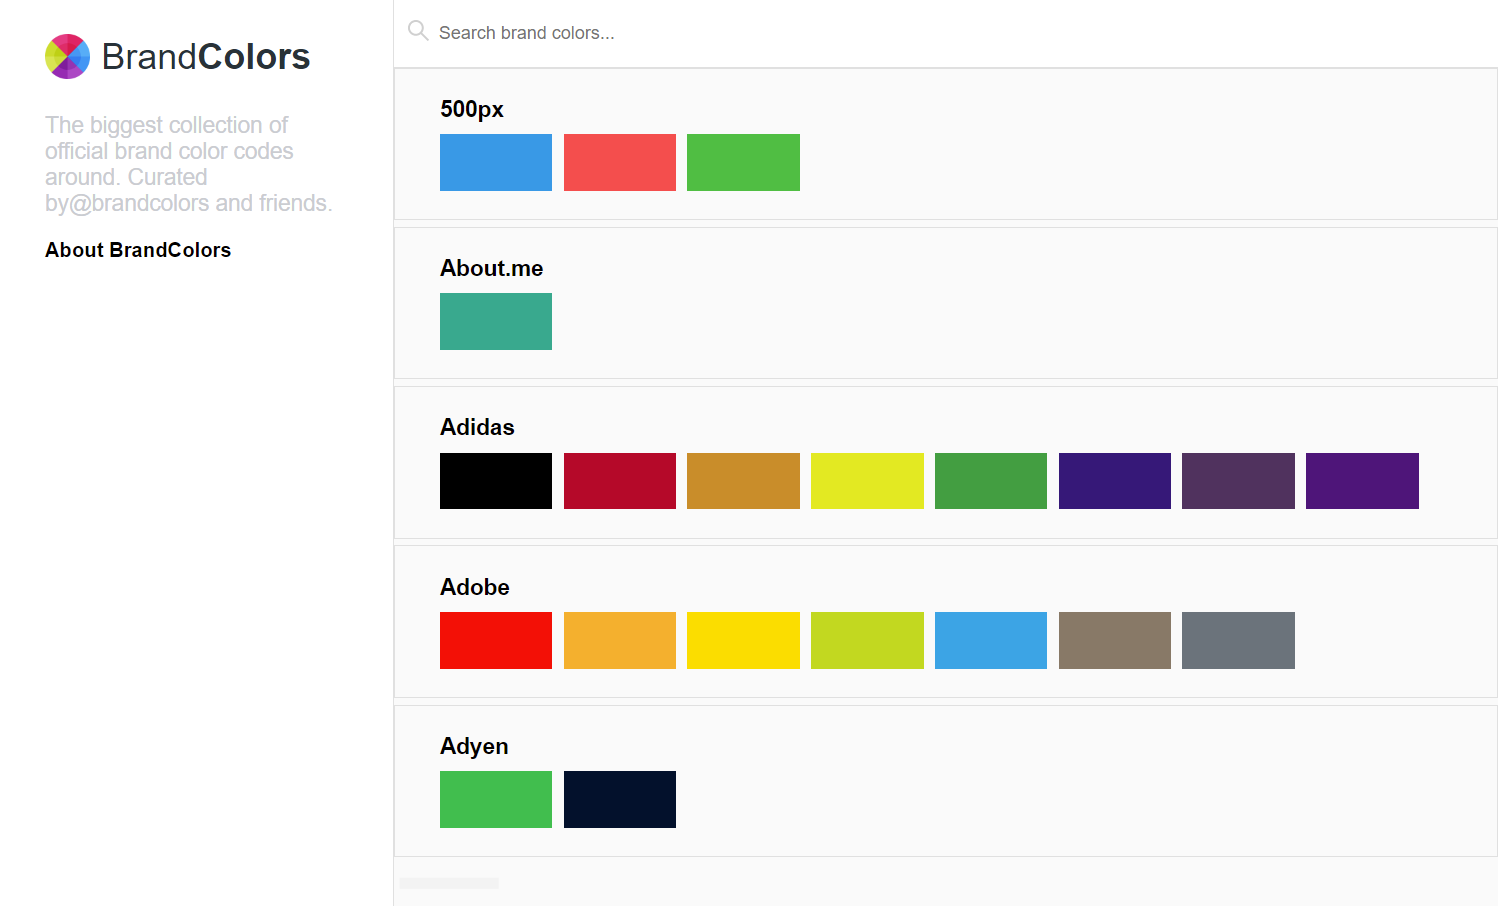 BrandColors
The biggest collection of
official brand color codes
around. Curated
by@brandcolors and friends.
About BrandColors
Search brand colors...
500px
About.me
Adidas
Adobe
Adyen